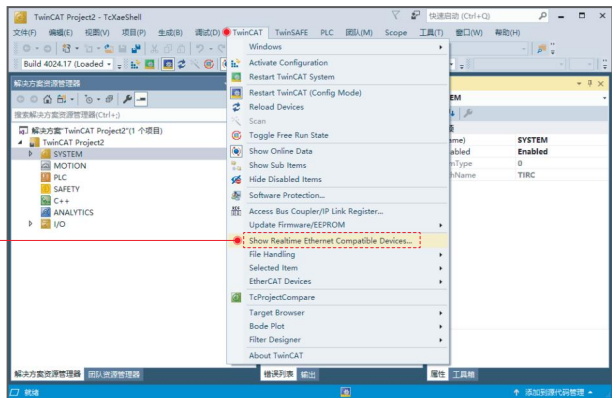 TwinCAT Project2 - TcXaeShell
快速启动 (Ctrl+Q)
文件(F) 编辑(E) 视图(V) 项目(P) 生成(B) 调试(D) TwinCAT TwinSAFE PLC 团队(M) Scope 工具(T) 窗口(W) 帮助(H)
Build 4024.17 (Loaded
Windows
Activate Configuration
Restart TwinCAT System
Restart TwinCAT (Config Mode)
Reload Devices
Scan
Toggle Free Run State
Show Online Data
Show Sub Items
Hide Disabled Items
Software Protection...
Access Bus Coupler/IP Link Register...
Update Firmware/EEPROM
Show Realtime Ethernet Compatible Devices...
File Handling
Selected Item
EtherCAT Devices
TcProjectCompare
Target Browser
Bode Plot
Filter Designer
About TwinCAT
解决方案资源管理器
搜索解决方案资源管理器(Ctrl+;)
解决方案"TwinCAT Project2"(1 个项目)
TwinCAT Project2
SYSTEM
MOTION
PLC
SAFETY
C++
ANALYTICS
I/O
EM
me) SYSTEM
abled Enabled
mType 0
hName TIRC
解决方案资源管理器 团队资源管理器
错误列表 输出
属性 工具箱
就绪
添加到源代码管理